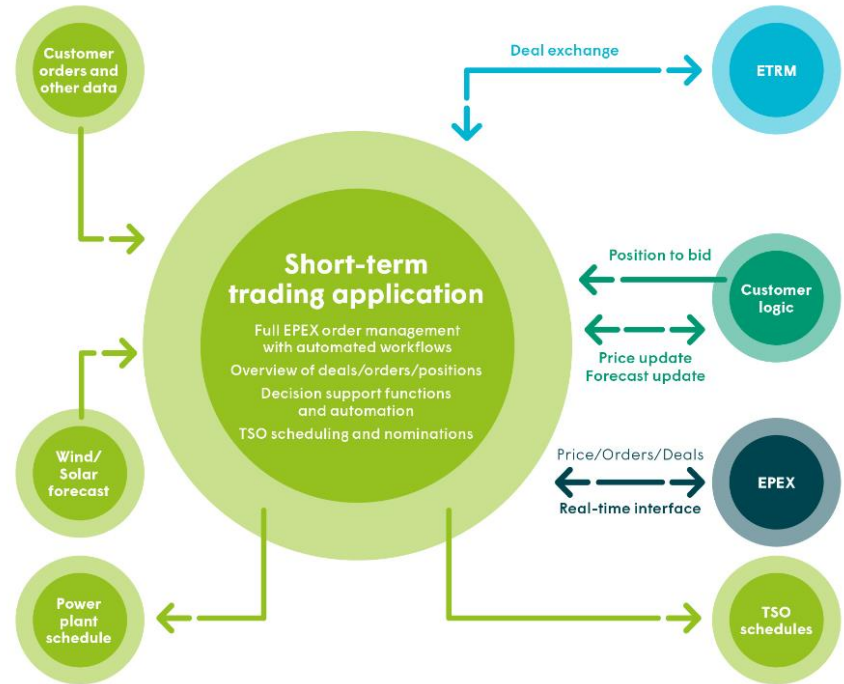 Customer
orders and
other data
Deal exchange
ETRM
Short-term
trading application
Full EPEX order management
with automated workflows
Overview of deals/orders/positions
Decision support functions
and automation
TSO scheduling and nominations
Position to bid
Customer
logic
Price update
Forecast update
Wind/
Solar
forecast
Price/Orders/Deals
EPEX
Real-time interface
Power
plant
schedule
TSO
schedules